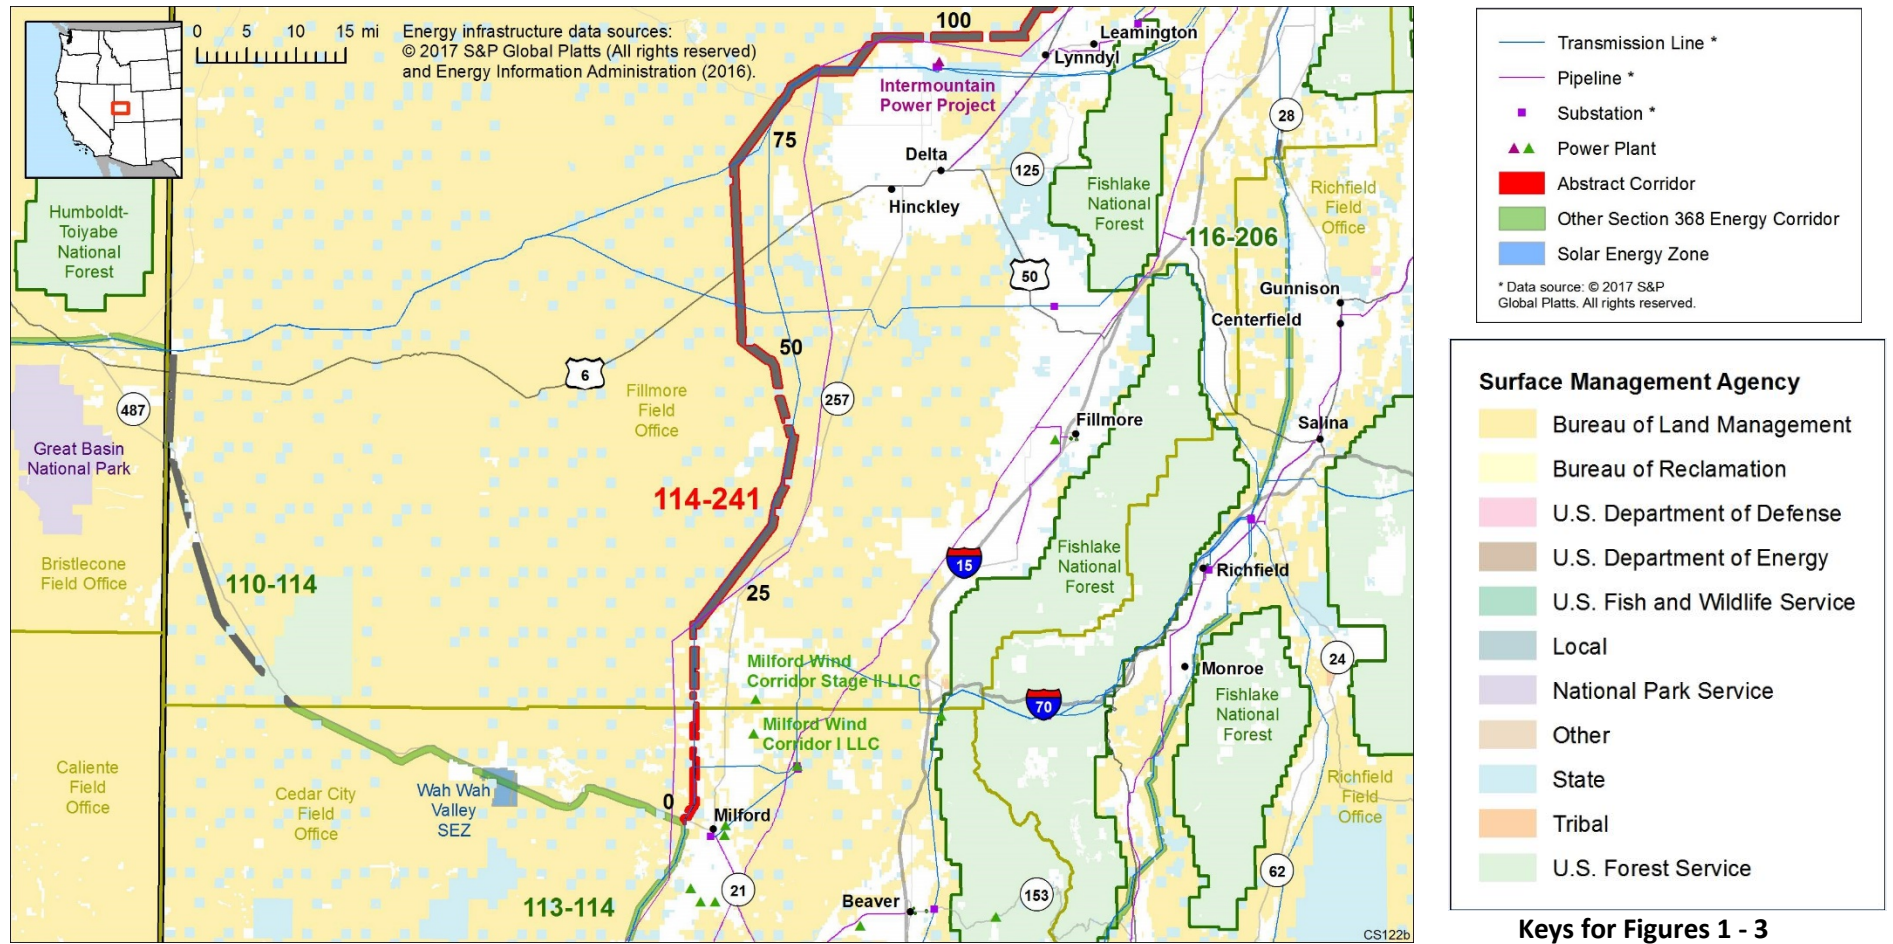 0 5 10 15 mi
Energy infrastructure data sources:
© 2017 S&P Global Platts (All rights reserved)
and Energy Information Administration (2016).
100
Leamington
Lynndyl
Intermountain
Power Project
28
75
Delta
125
Hinckley
Fishlake
National
Forest
Richfield
Field
Office
Humboldt-
Toiyabe
National
Forest
116-206
50
Gunnison
Centerfield
50
6
487
Fillmore
Field
Office
257
Fillmore
Salina
Great Basin
National Park
114-241
Bristlecone
Field Office
110-114
15
Fishlake
National
Forest
Richfield
25
Milford Wind
Corridor Stage II LLC
Monroe
24
70
Fishlake
National
Forest
Milford Wind
Corridor I LLC
Caliente
Field
Office
Cedar City
Field
Office
Wah Wah
Valley
SEZ
0
Milford
Richfield
Field
Office
113-114
21
Beaver
153
62
CS122b
Transmission Line *
Pipeline *
Substation *
Power Plant
Abstract Corridor
Other Section 368 Energy Corridor
Solar Energy Zone
* Data source: © 2017 S&P
Global Platts. All rights reserved.
Surface Management Agency
Bureau of Land Management
Bureau of Reclamation
U.S. Department of Defense
U.S. Department of Energy
U.S. Fish and Wildlife Service
Local
National Park Service
Other
State
Tribal
U.S. Forest Service
Keys for Figures 1 - 3